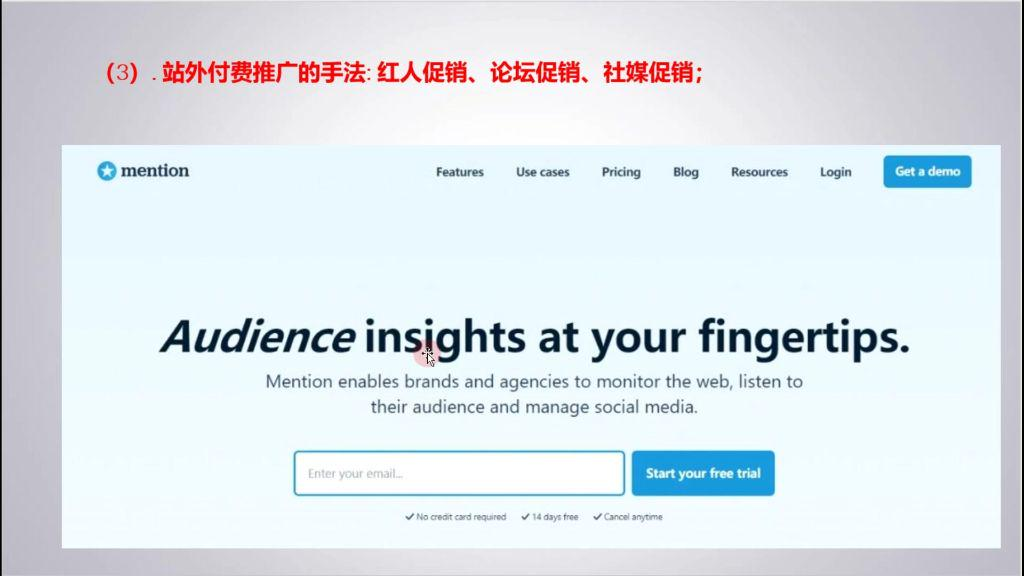 （3）. 站外付费推广的手法: 红人促销、论坛促销、社媒促销；
mention
Features Use cases Pricing Blog Resources Login Get a demo
Audience insights at your fingertips.
Mention enables brands and agencies to monitor the web, listen to
their audience and manage social media.
Enter your email... Start your free trial
✓ No credit card required ✓ 14 days free ✓ Cancel anytime